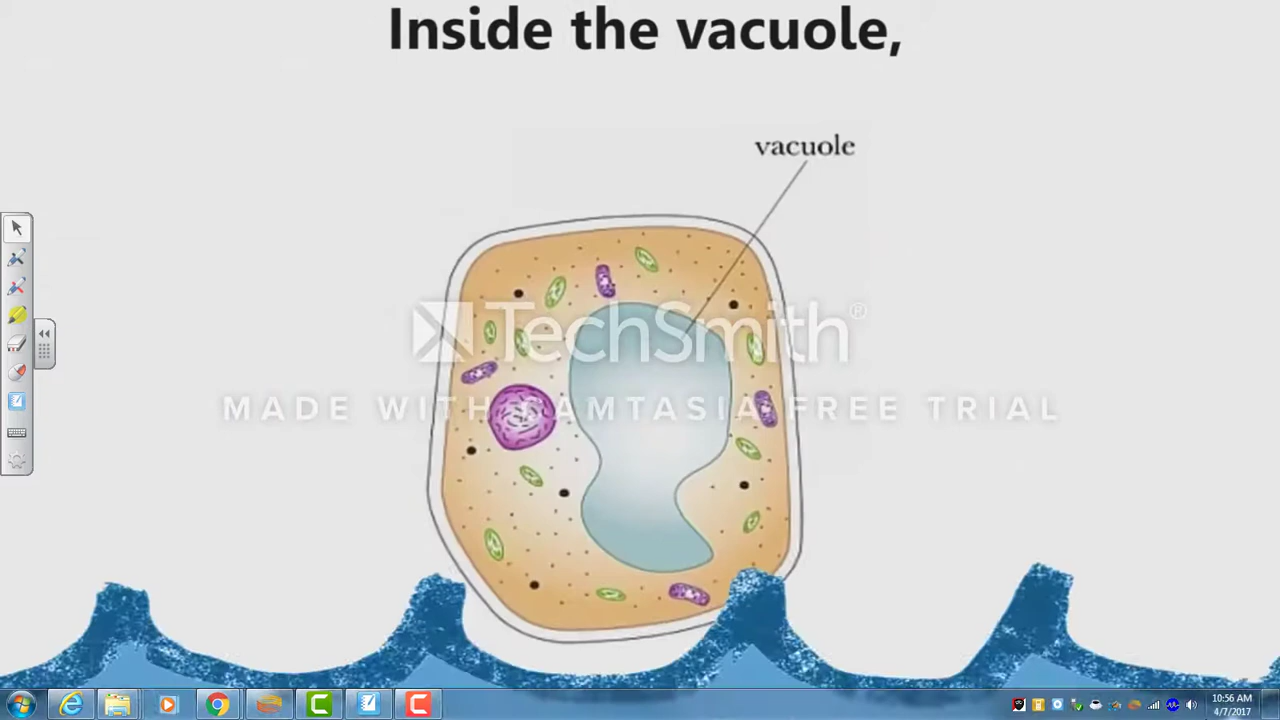 Inside the vacuole,
vacuole
TechSmith®
MADE WITH CAMTASIA FREE TRIAL
10:56 AM
4/7/2017